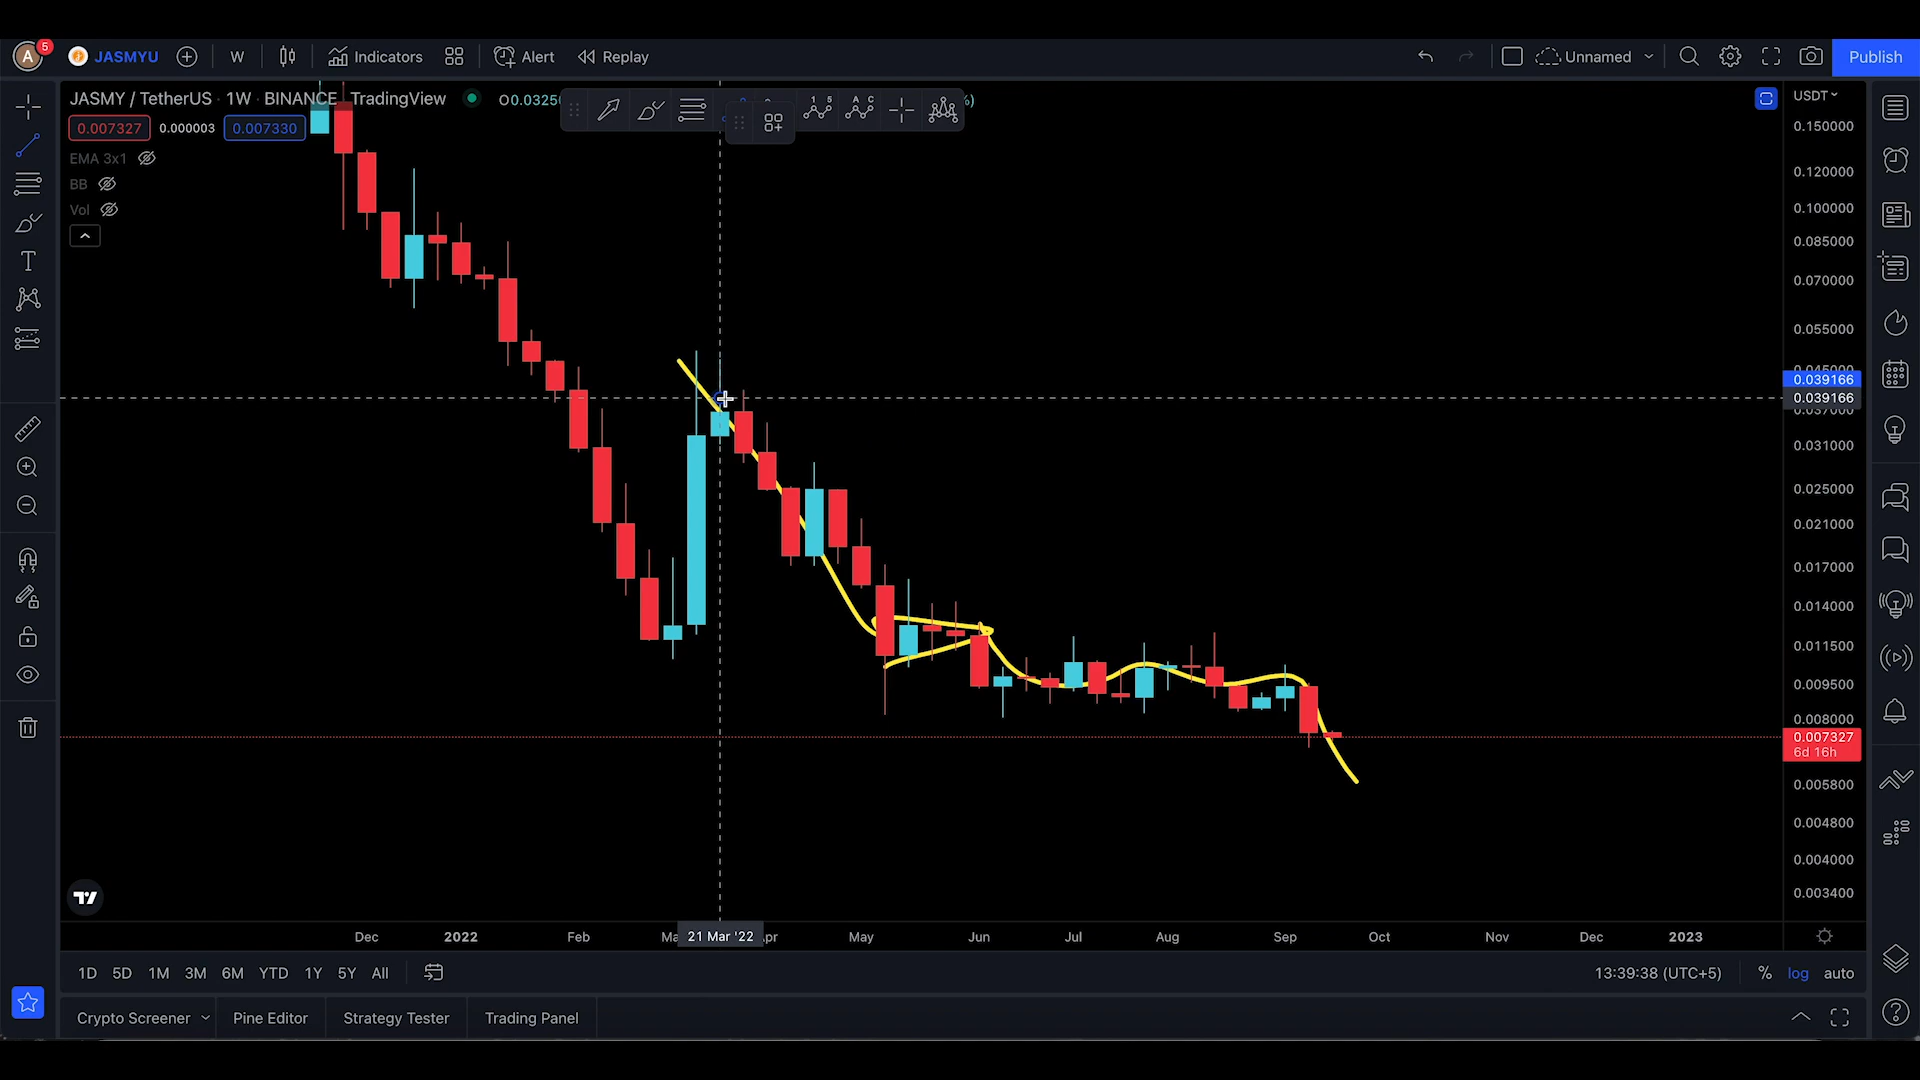 A 5 JASMYU W Indicators Alert Replay Unnamed Publish
JASMY / TetherUS · 1W · BINANCE · TradingView %) USDT
0.007327 0.000003 0.007330
EMA 3x1
BB
Vol
T
1 5 A C
0.150000
0.120000
0.100000
0.085000
0.070000
0.055000
0.039166
0.039166
0.031000
0.025000
0.021000
0.017000
0.014000
0.011500
0.009500
0.008000
0.007327
6d 16h
0.005800
0.004800
0.004000
0.003400
Dec 2022 Feb 21 Mar '22 May Jun Jul Aug Sep Oct Nov Dec 2023
1D 5D 1M 3M 6M YTD 1Y 5Y All 13:39:38 (UTC+5) % log auto
Crypto Screener Pine Editor Strategy Tester Trading Panel